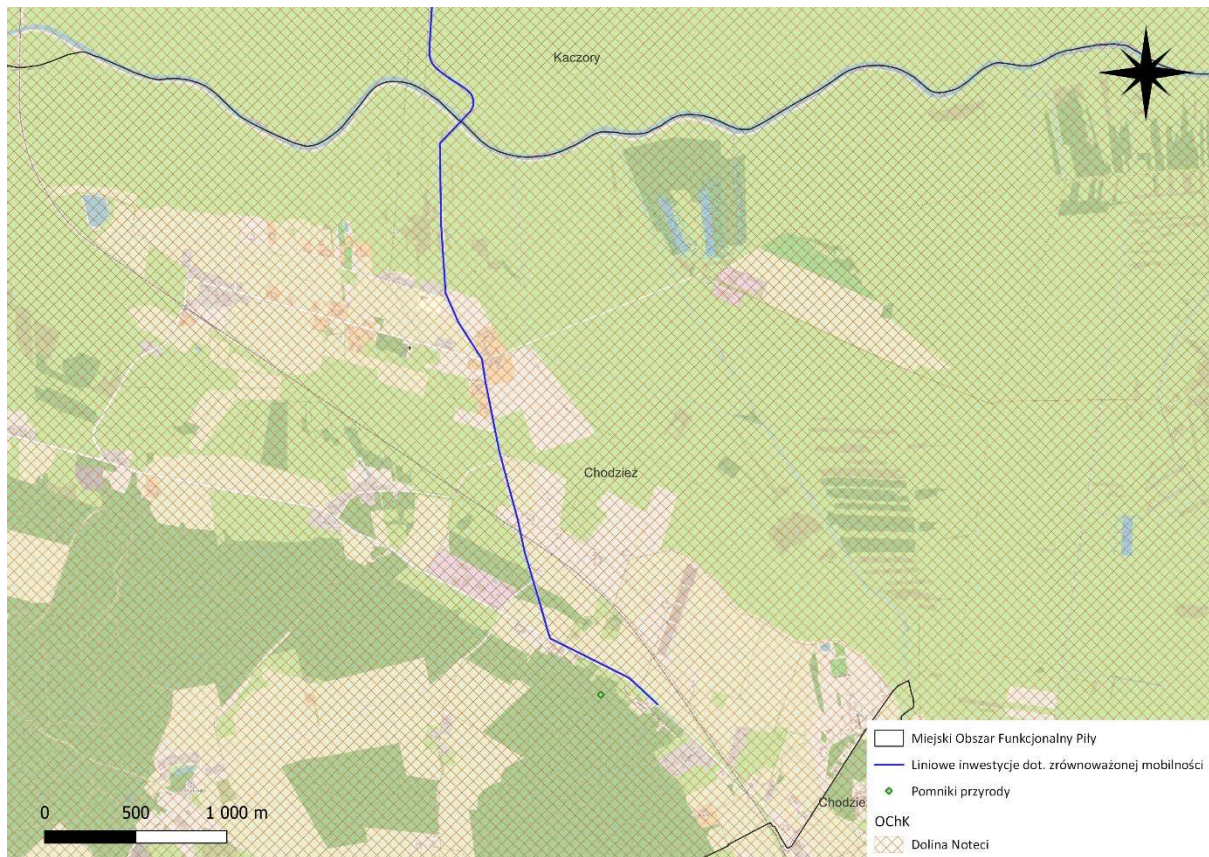 Kaczory
Chodzież
0 500 1 000 m
Miejski Obszar Funkcjonalny Piły
Liniowe inwestycje dot. zrównoważonej mobilności
Chodzież
Pomniki przyrody
OChK
Dolina Noteci